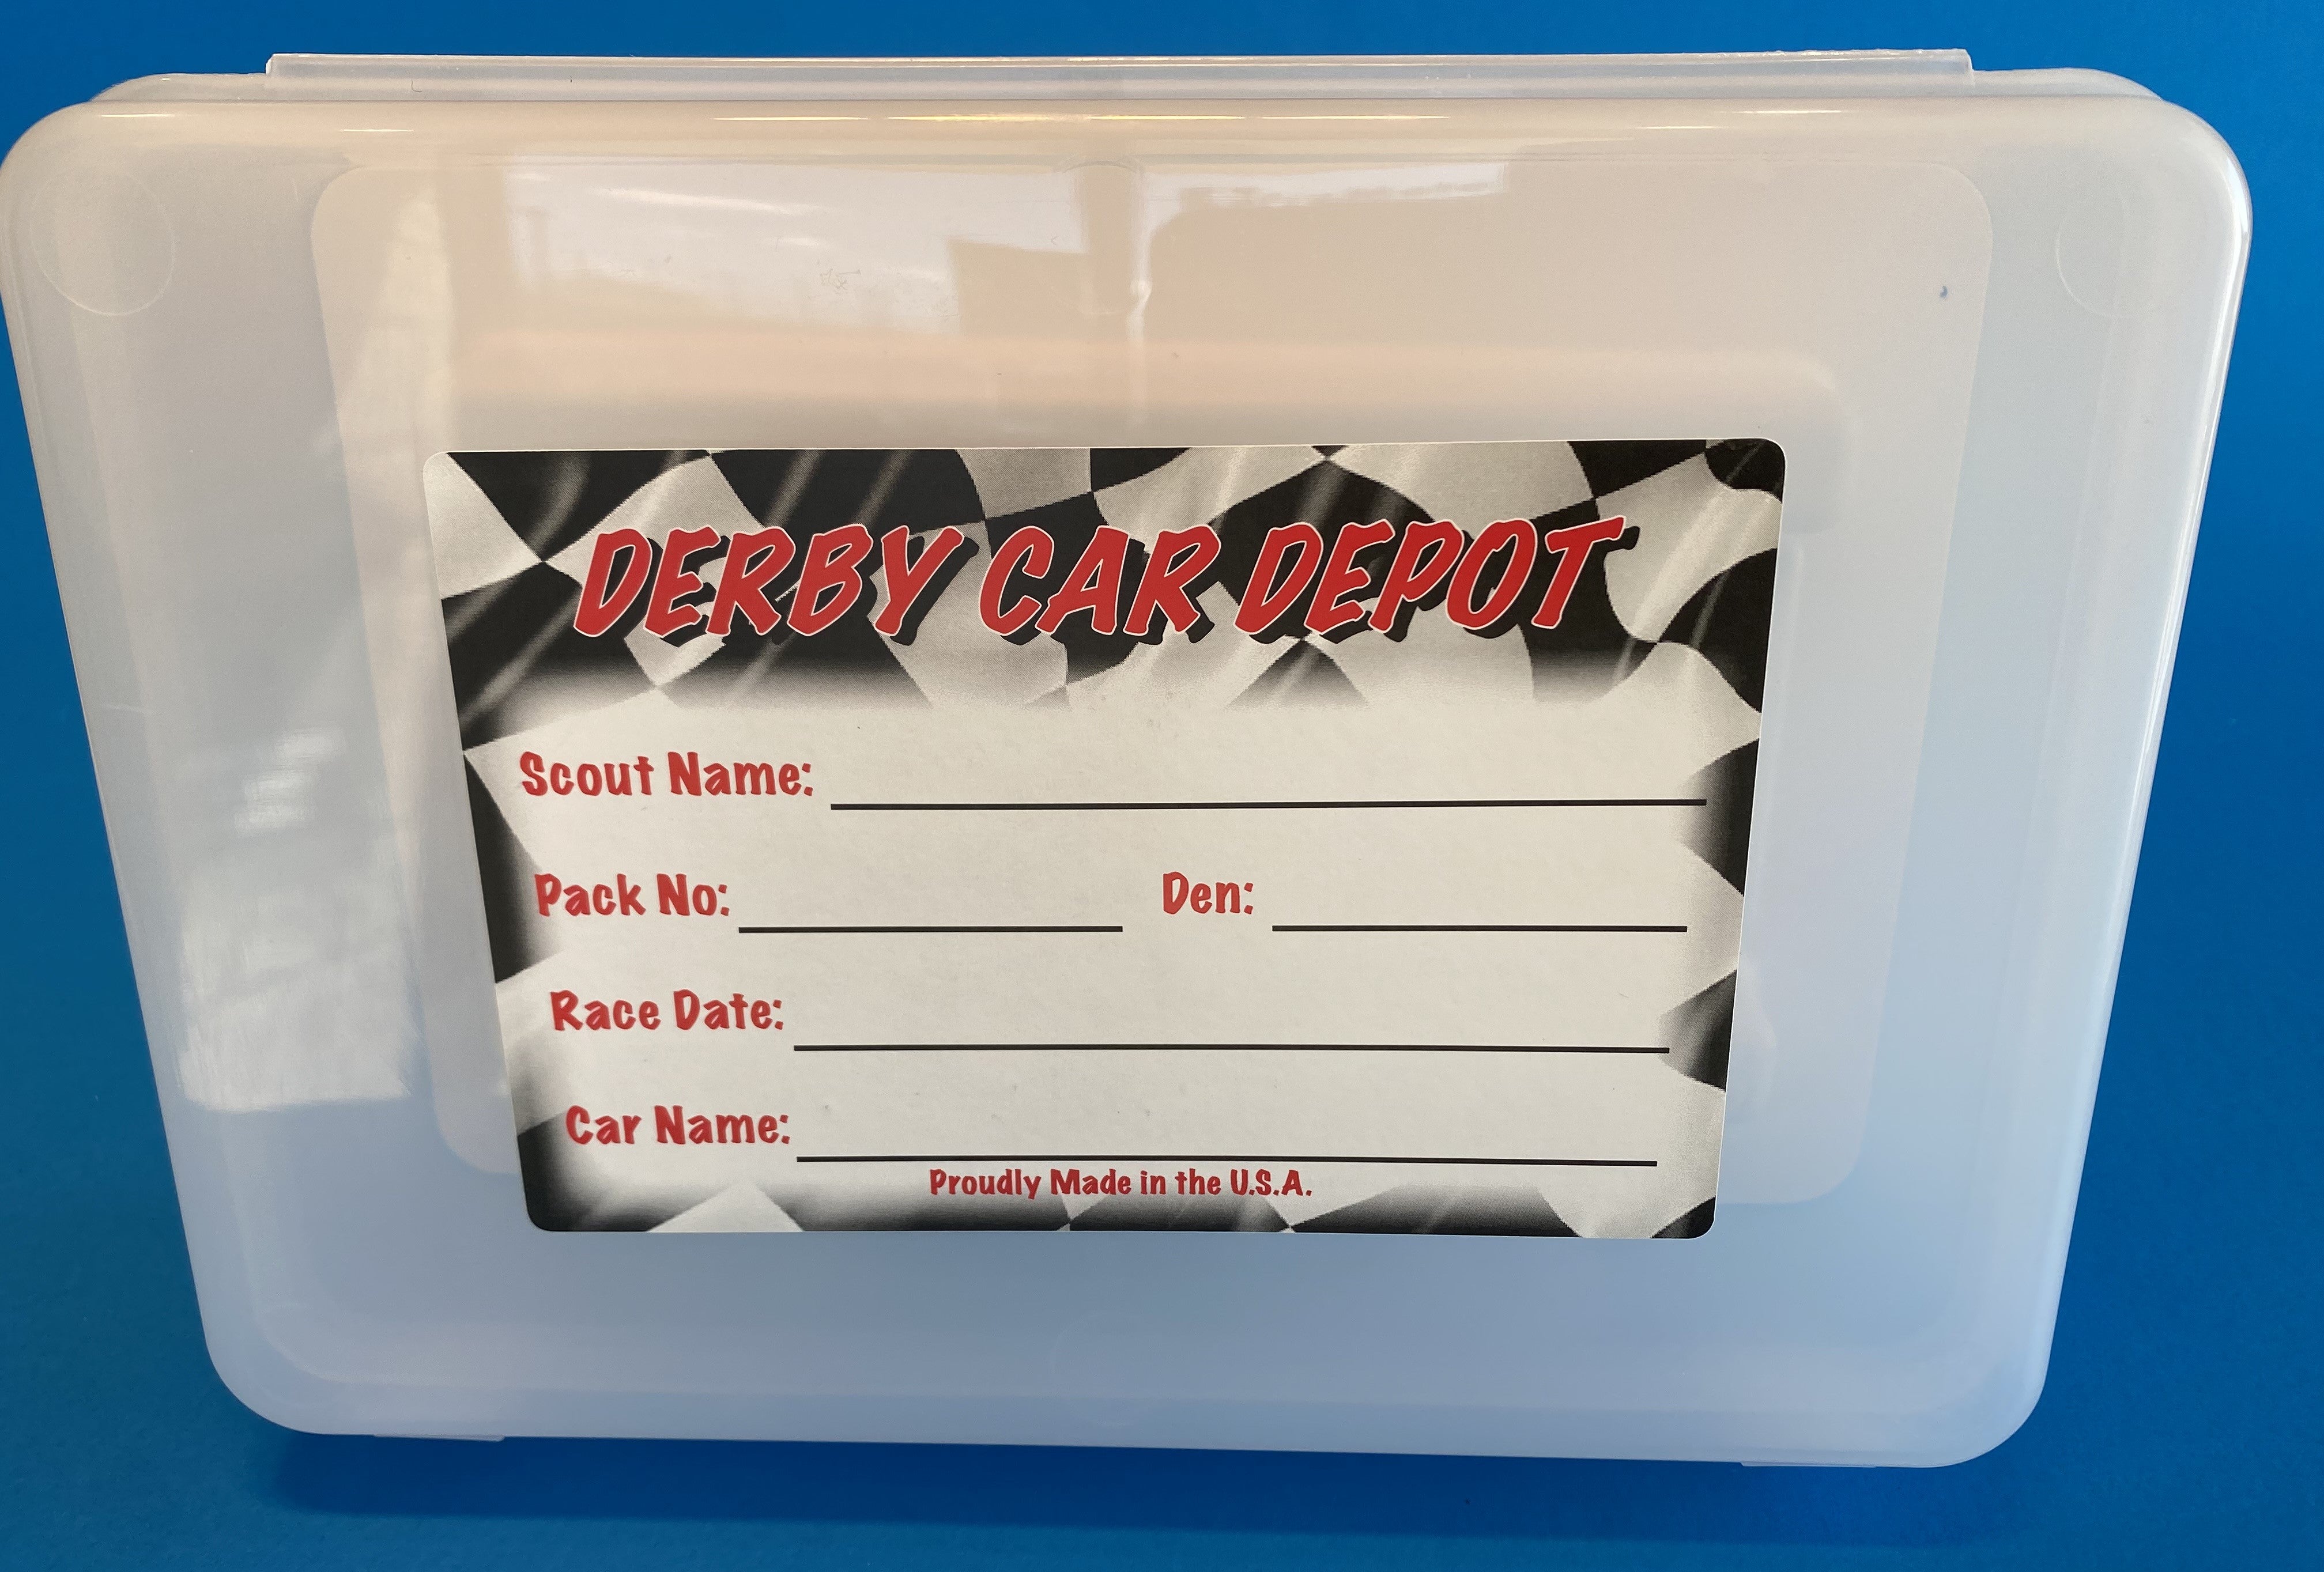 DERBY CAR DEPOT
Scout Name:
Pack No: Den:
Race Date:
Car Name:
Proudly Made in the U.S.A.